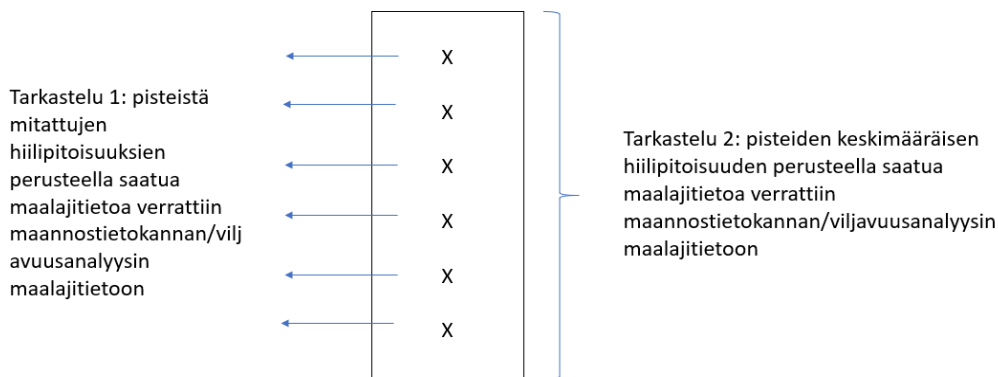 Tarkastelu 1: pisteistä
mitattujen
hiilipitoisuuksien
perusteella saatua
maalajitietoa verrattiin
maannostietokannan/vilj
avuusanalyysin
maalajitietoon
X
X
X
X
X
X
Tarkastelu 2: pisteiden keskimääräisen
hiilipitoisuuden perusteella saatua
maalajitietoa verrattiin
maannostietokannan/viljavuusanalyysin
maalajitietoon